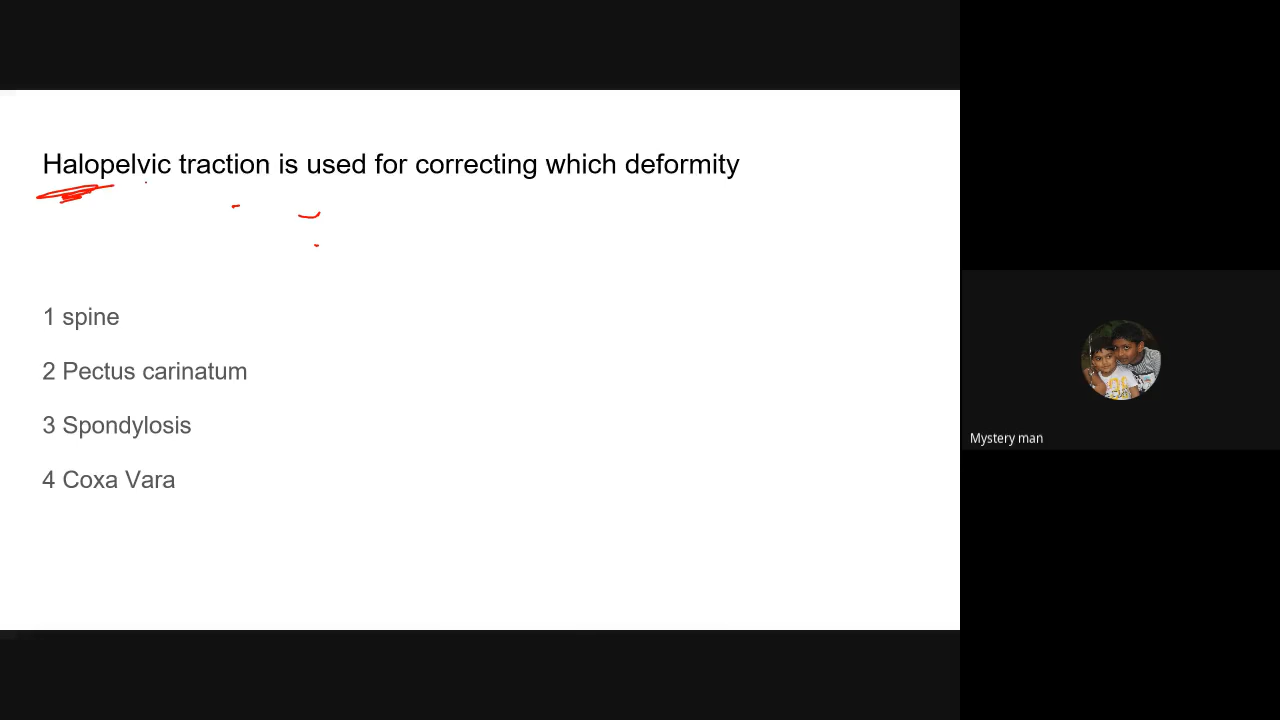 Halopelvic traction is used for correcting which deformity
1 spine
2 Pectus carinatum
3 Spondylosis
4 Coxa Vara
Mystery man